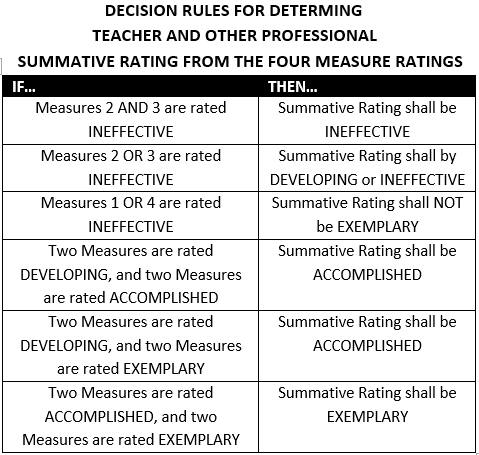 DECISION RULES FOR DETERMING
TEACHER AND OTHER PROFESSIONAL
SUMMATIVE RATING FROM THE FOUR MEASURE RATINGS
IF... THEN...
Measures 2 AND 3 are rated
INEFFECTIVE
Summative Rating shall be
INEFFECTIVE
Measures 2 OR 3 are rated
INEFFECTIVE
Summative Rating shall by
DEVELOPING or INEFFECTIVE
Measures 1 OR 4 are rated
INEFFECTIVE
Summative Rating shall NOT
be EXEMPLARY
Two Measures are rated
DEVELOPING, and two Measures
are rated ACCOMPLISHED
Summative Rating shall be
ACCOMPLISHED
Two Measures are rated
DEVELOPING, and two Measures
are rated EXEMPLARY
Summative Rating shall be
ACCOMPLISHED
Two Measures are rated
ACCOMPLISHED, and two
Measures are rated EXEMPLARY
Summative Rating shall be
EXEMPLARY